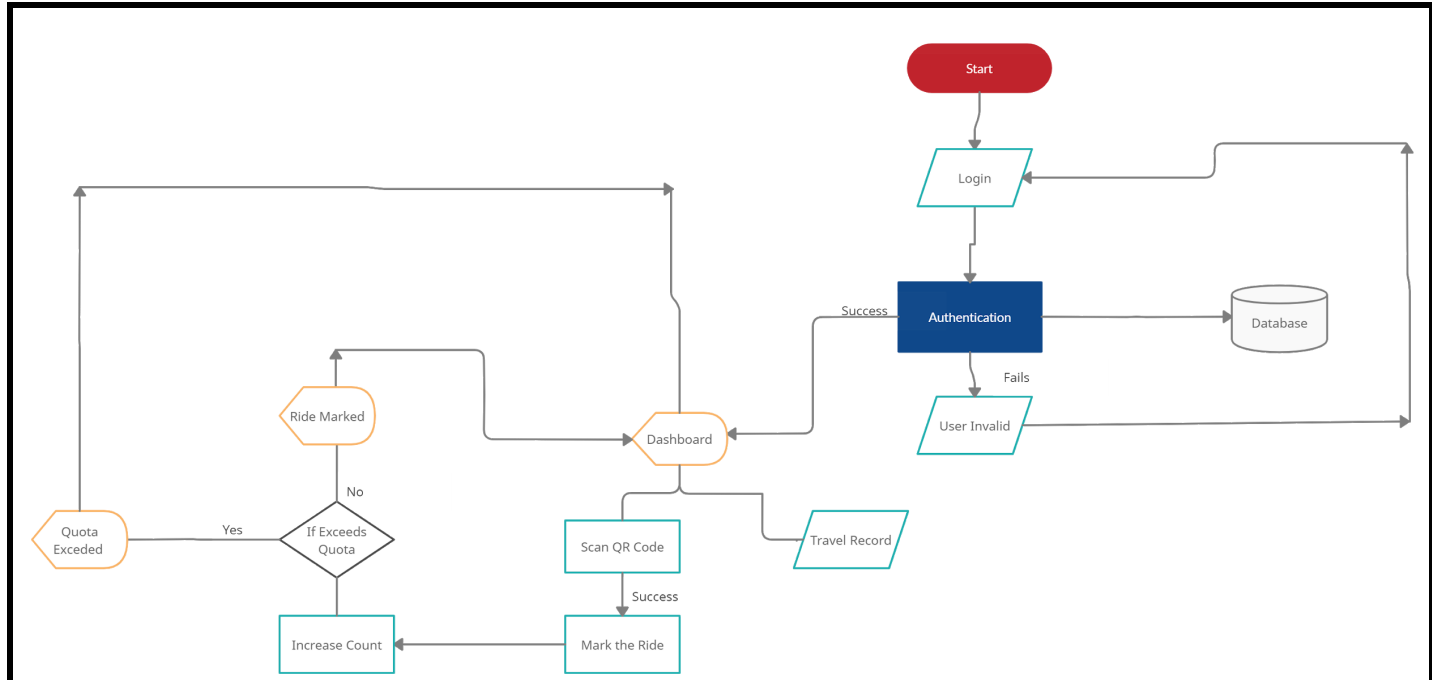 Start
Login
Success
Authentication
Database
Fails
Ride Marked
Dashboard
User Invalid
No
Quota
Exceded
Yes
If Exceeds
Quota
Scan QR Code
Travel Record
Success
Increase Count
Mark the Ride